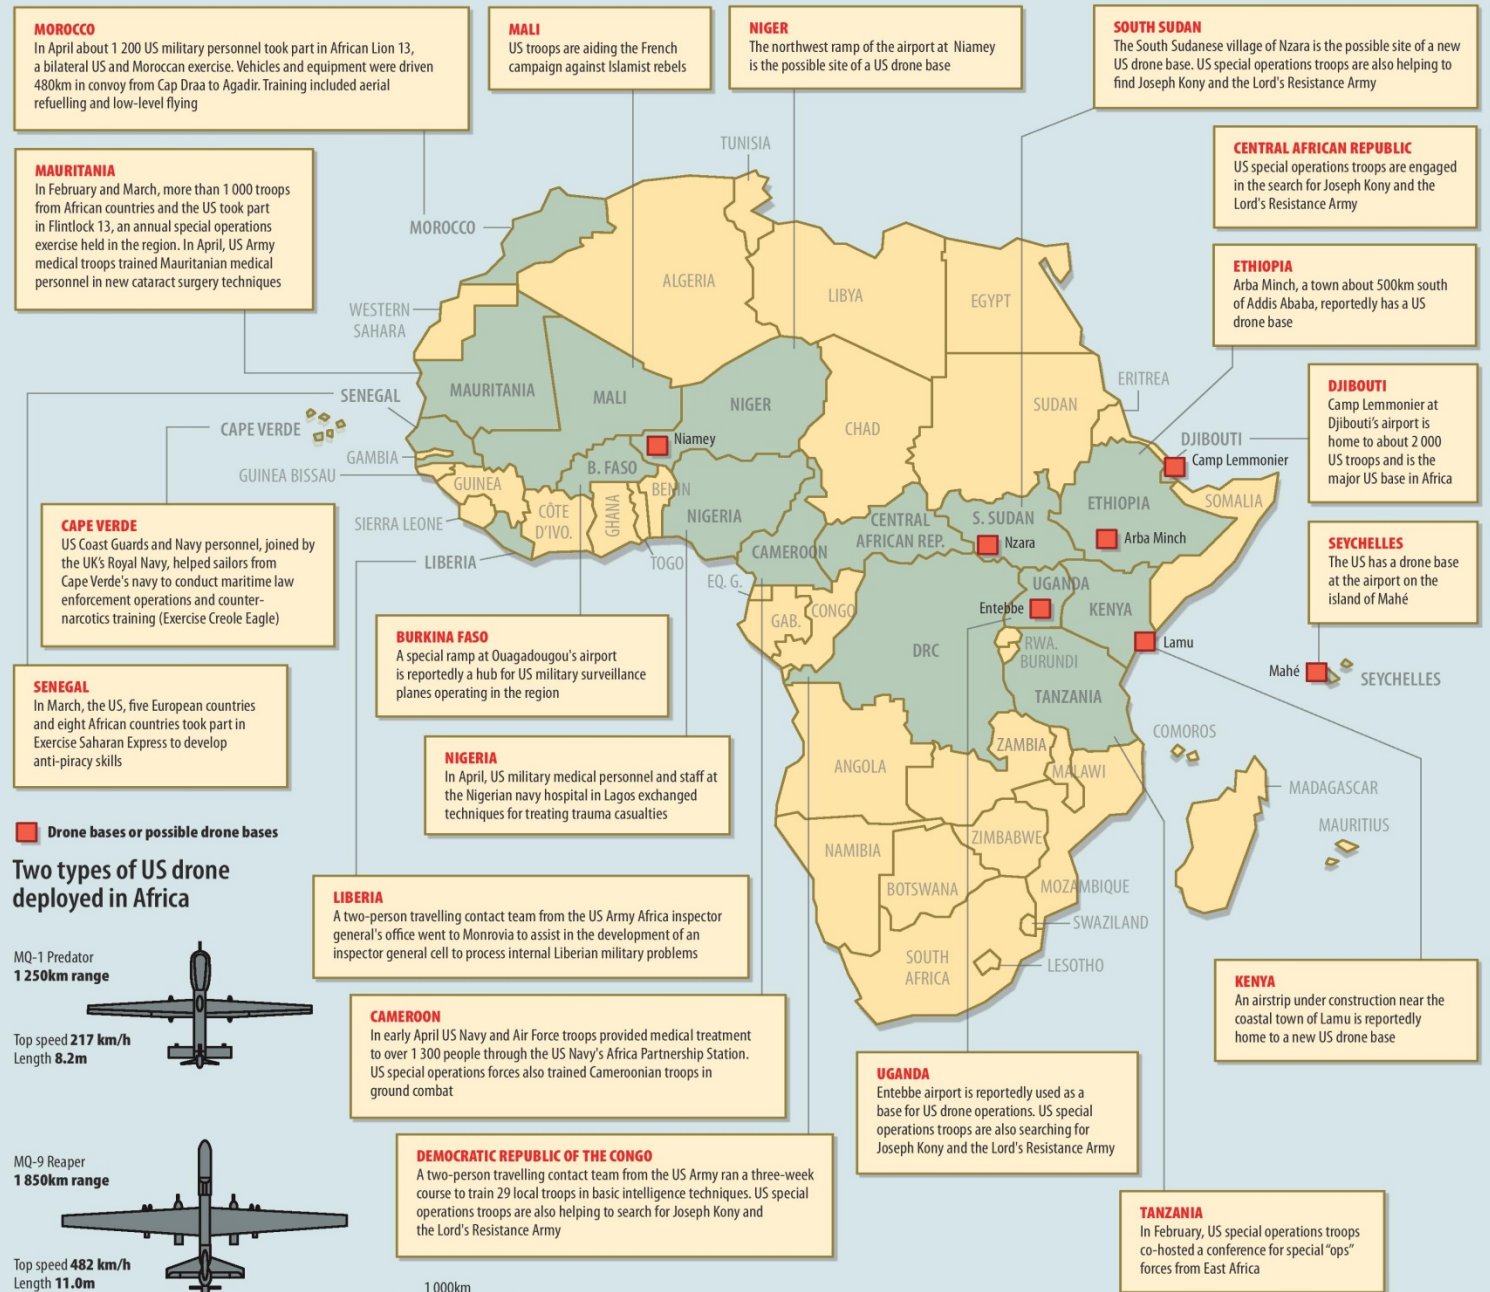 MOROCCO
In April about 1 200 US military personnel took part in African Lion 13,
a bilateral US and Moroccan exercise. Vehicles and equipment were driven
480km in convoy from Cap Draa to Agadir. Training included aerial
refuelling and low-level flying
MALI
US troops are aiding the French
campaign against Islamist rebels
NIGER
The northwest ramp of the airport at Niamey
is the possible site of a US drone base
SOUTH SUDAN
The South Sudanese village of Nzara is the possible site of a new
US drone base. US special operations troops are also helping to
find Joseph Kony and the Lord's Resistance Army
MAURITANIA
In February and March, more than 1 000 troops
from African countries and the US took part
in Flintlock 13, an annual special operations
exercise held in the region. In April, US Army
medical troops trained Mauritanian medical
personnel in new cataract surgery techniques
CENTRAL AFRICAN REPUBLIC
US special operations troops are engaged
in the search for Joseph Kony and the
Lord's Resistance Army
ETHIOPIA
Arba Minch, a town about 500km south
of Addis Ababa, reportedly has a US
drone base
DJIBOUTI
Camp Lemmonier at
Djibouti's airport is
home to about 2 000
US troops and is the
major US base in Africa
SEYCHELLES
The US has a drone base
at the airport on the
island of Mahé
TUNISIA
MOROCCO
ALGERIA
LIBYA
EGYPT
WESTERN
SAHARA
MAURITANIA
MALI
NIGER
CHAD
SUDAN
ERITREA
SENEGAL
CAPE VERDE
GAMBIA
GUINEA BISSAU
GUINEA
SIERRA LEONE
LIBERIA
CÔTE
D'IVO.
GHANA
B. FASO
BENIN
TOGO
Niamey
NIGERIA
CAMEROON
EQ. G.
GAB.
CONGO
CENTRAL
AFRICAN REP.
S. SUDAN
Nzara
ETHIOPIA
Arba Minch
DJIBOUTI
Camp Lemmonier
SOMALIA
UGANDA
Entebbe
KENYA
Lamu
DRC
RWA.
BURUNDI
TANZANIA
Mahé
SEYCHELLES
COMOROS
ANGOLA
ZAMBIA
MALAWI
MADAGASCAR
MAURITIUS
NAMIBIA
ZIMBABWE
BOTSWANA
MOZAMBIQUE
SWAZILAND
SOUTH
AFRICA
LESOTHO
CAPE VERDE
US Coast Guards and Navy personnel, joined by
the UK's Royal Navy, helped sailors from
Cape Verde's navy to conduct maritime law
enforcement operations and counter-
narcotics training (Exercise Creole Eagle)
SENEGAL
In March, the US, five European countries
and eight African countries took part in
Exercise Saharan Express to develop
anti-piracy skills
BURKINA FASO
A special ramp at Ouagadougou's airport
is reportedly a hub for US military surveillance
planes operating in the region
NIGERIA
In April, US military medical personnel and staff at
the Nigerian navy hospital in Lagos exchanged
techniques for treating trauma casualties
LIBERIA
A two-person travelling contact team from the US Army Africa inspector
general's office went to Monrovia to assist in the development of an
inspector general cell to process internal Liberian military problems
CAMEROON
In early April US Navy and Air Force troops provided medical treatment
to over 1 300 people through the US Navy's Africa Partnership Station.
US special operations forces also trained Cameroonian troops in
ground combat
DEMOCRATIC REPUBLIC OF THE CONGO
A two-person travelling contact team from the US Army ran a three-week
course to train 29 local troops in basic intelligence techniques. US special
operations troops are also helping to search for Joseph Kony and
the Lord's Resistance Army
UGANDA
Entebbe airport is reportedly used as a
base for US drone operations. US special
operations troops are also searching for
Joseph Kony and the Lord's Resistance Army
KENYA
An airstrip under construction near the
coastal town of Lamu is reportedly
home to a new US drone base
TANZANIA
In February, US special operations troops
co-hosted a conference for special "ops"
forces from East Africa
Drone bases or possible drone bases
Two types of US drone
deployed in Africa
MQ-1 Predator
1 250km range
Top speed 217 km/h
Length 8.2m
MQ-9 Reaper
1 850km range
Top speed 482 km/h
Length 11.0m
1 000km